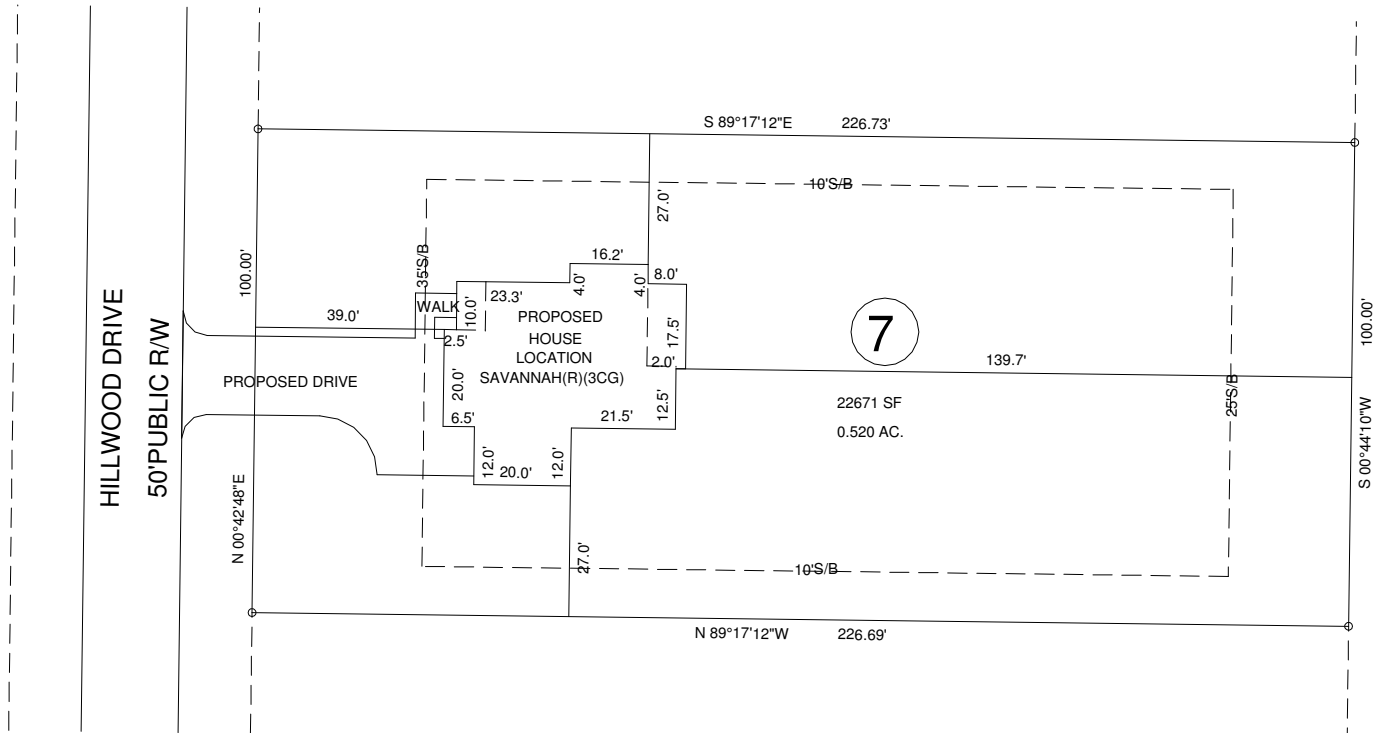 S 89°17'12"E 226.73'
10'S/B
27.0'
35'S/B
16.2'
8.0'
4.0'
4.0'
100.00'
23.3'
WALK
10.0'
39.0'
2.5'
PROPOSED
HOUSE
LOCATION
SAVANNAH(R)(3CG)
17.5'
2.0'
7
139.7'
100.00'
HILLWOOD DRIVE
50'PUBLIC R/W
PROPOSED DRIVE
20.0'
6.5'
21.5'
12.5'
22671 SF
0.520 AC.
25'S/B
S 00°44'10"W
12.0'
20.0'
12.0'
N 00°42'48"E
27.0'
10'S/B
N 89°17'12"W 226.69'